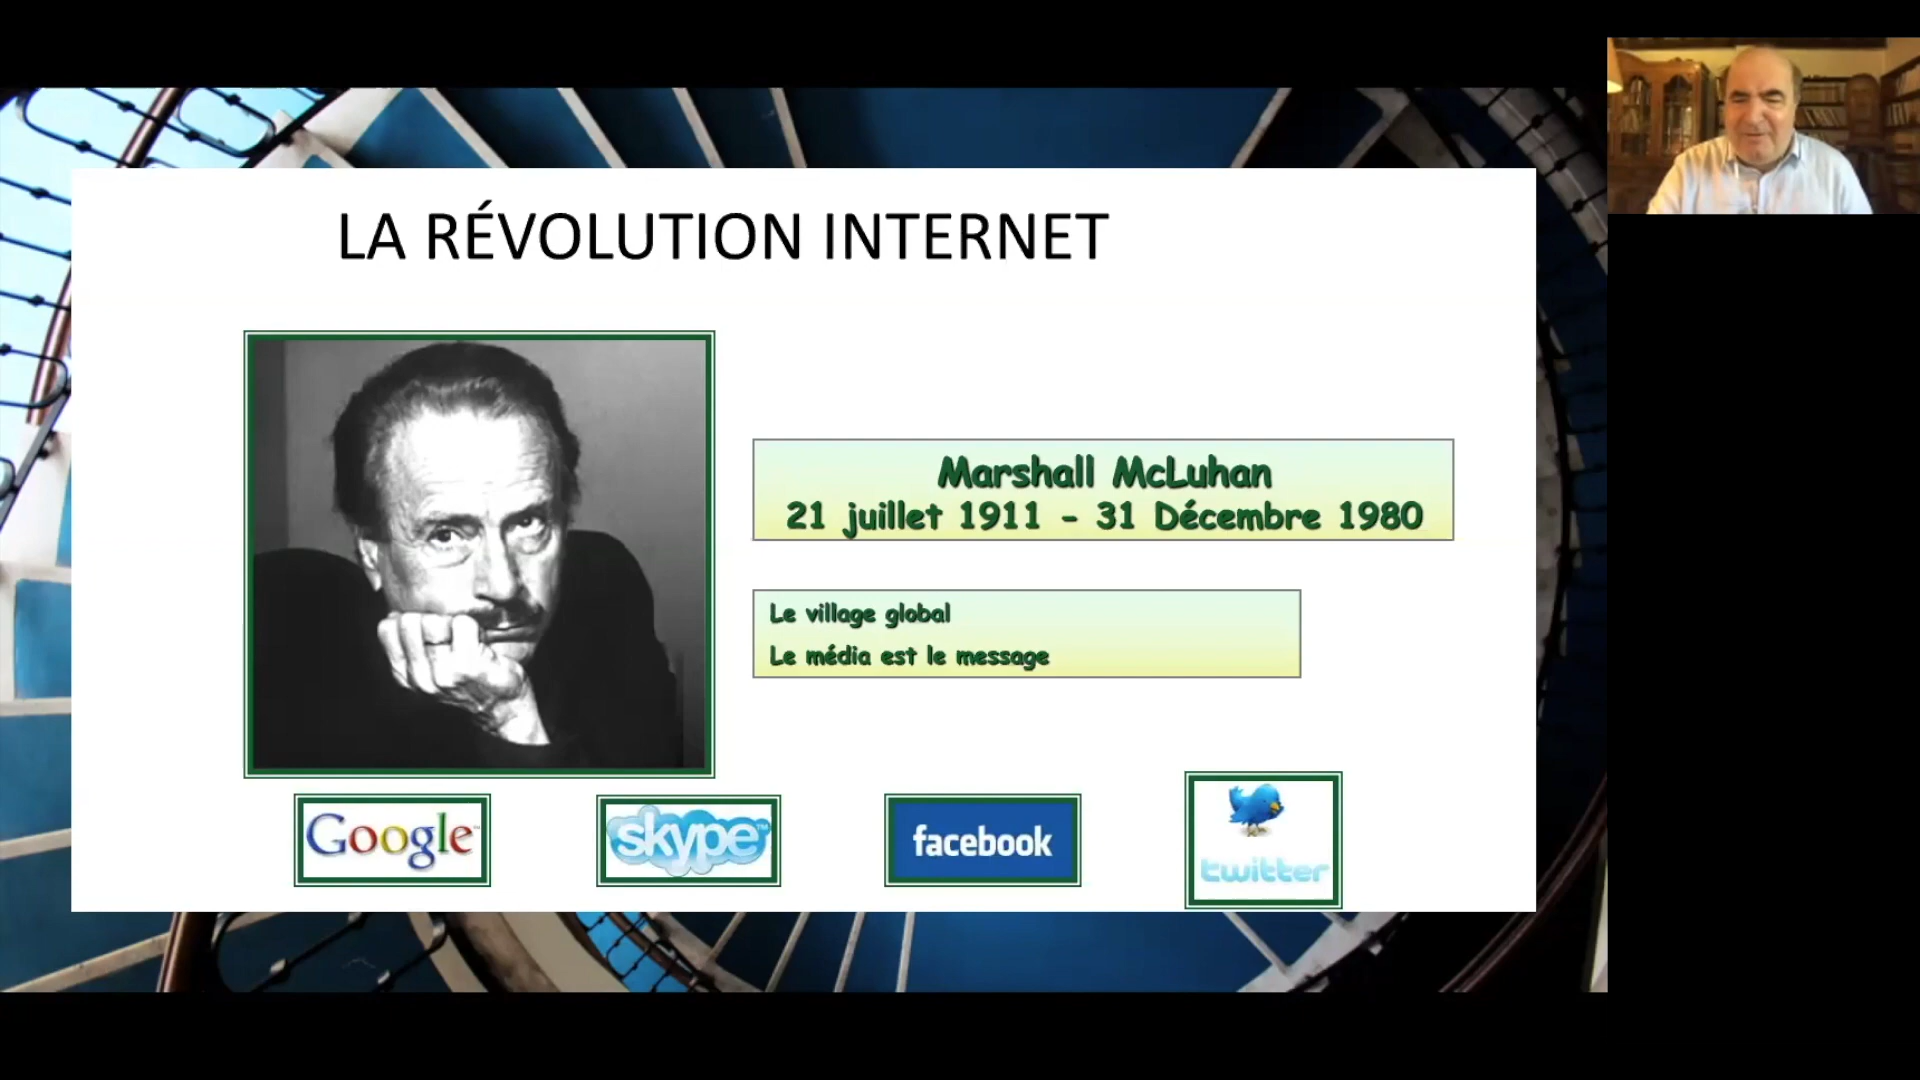 LA RÉVOLUTION INTERNET
Marshall McLuhan
21 juillet 1911 - 31 Décembre 1980
Le village global
Le média est le message
Google
skype
facebook
twitter